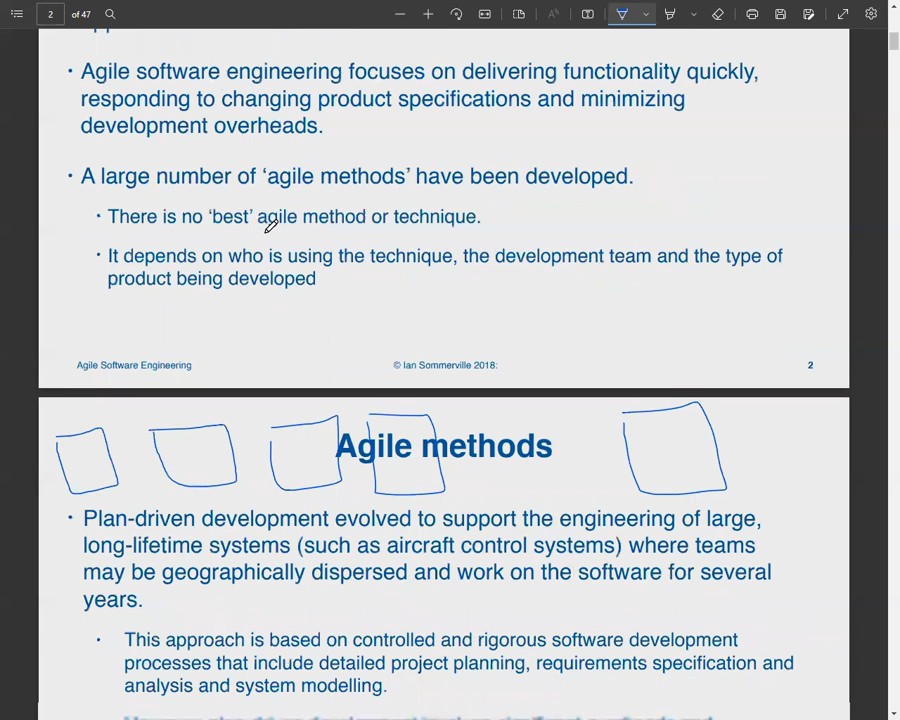 2 of 47
• Agile software engineering focuses on delivering functionality quickly,
responding to changing product specifications and minimizing
development overheads.
• A large number of ‘agile methods’ have been developed.
• There is no ‘best’ agile method or technique.
• It depends on who is using the technique, the development team and the type of
product being developed
Agile Software Engineering © Ian Sommerville 2018: 2
Agile methods
• Plan-driven development evolved to support the engineering of large,
long-lifetime systems (such as aircraft control systems) where teams
may be geographically dispersed and work on the software for several
years.
• This approach is based on controlled and rigorous software development
processes that include detailed project planning, requirements specification and
analysis and system modelling.